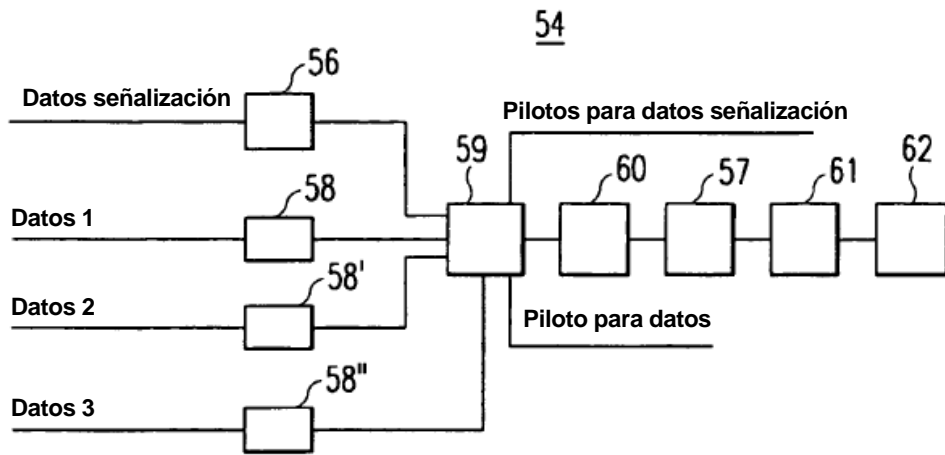 54
56
Datos señalización
Pilotos para datos señalización
59
60
57
61
62
58
Datos 1
58'
Datos 2
Piloto para datos
58"
Datos 3